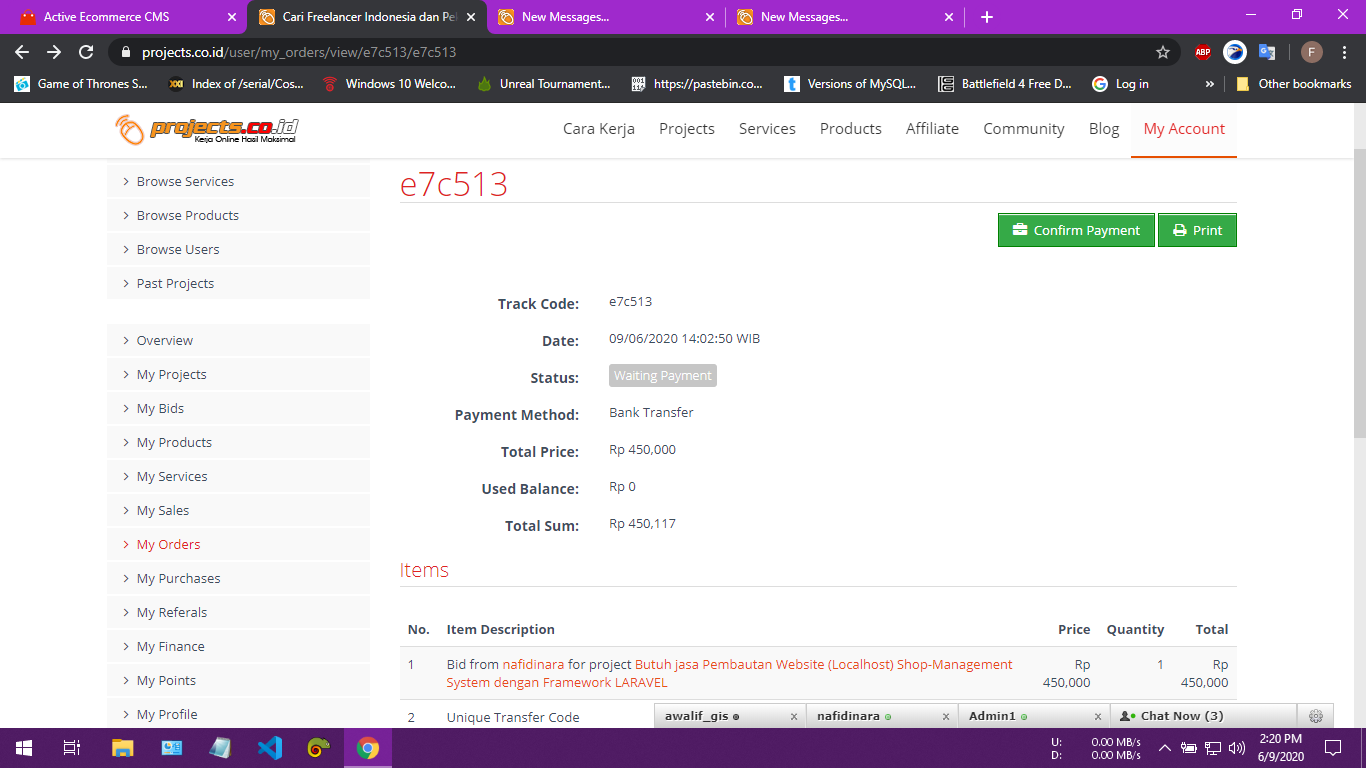 Active Ecommerce CMS
Cari Freelancer Indonesia dan Pe
New Messages...
New Messages...
projects.co.id/user/my_orders/view/e7c513/e7c513
ABP
F
Game of Thrones S...
Index of /serial/Cos...
Windows 10 Welco...
Unreal Tournament...
https://pastebin.co...
Versions of MySQL...
Battlefield 4 Free D...
Log in
»
Other bookmarks
projects.co.id
Kerja Online Hasil Maksimal
Cara Kerja
Projects
Services
Products
Affiliate
Community
Blog
My Account
Browse Services
Browse Products
Browse Users
Past Projects
Overview
My Projects
My Bids
My Products
My Services
My Sales
My Orders
My Purchases
My Referals
My Finance
My Points
My Profile
e7c513
Confirm Payment
Print
Track Code: e7c513
Date: 09/06/2020 14:02:50 WIB
Status: Waiting Payment
Payment Method: Bank Transfer
Total Price: Rp 450,000
Used Balance: Rp 0
Total Sum: Rp 450,117
Items
No. Item Description Price Quantity Total
1 Bid from nafidinara for project Butuh jasa Pembautan Website (Localhost) Shop-Management Rp 1 Rp
System dengan Framework LARAVEL 450,000 450,000
2 Unique Transfer Code
awalif_gis
nafidinara
Admin1
Chat Now (3)
U: 0.00 MB/s
D: 0.00 MB/s
2:20 PM
6/9/2020